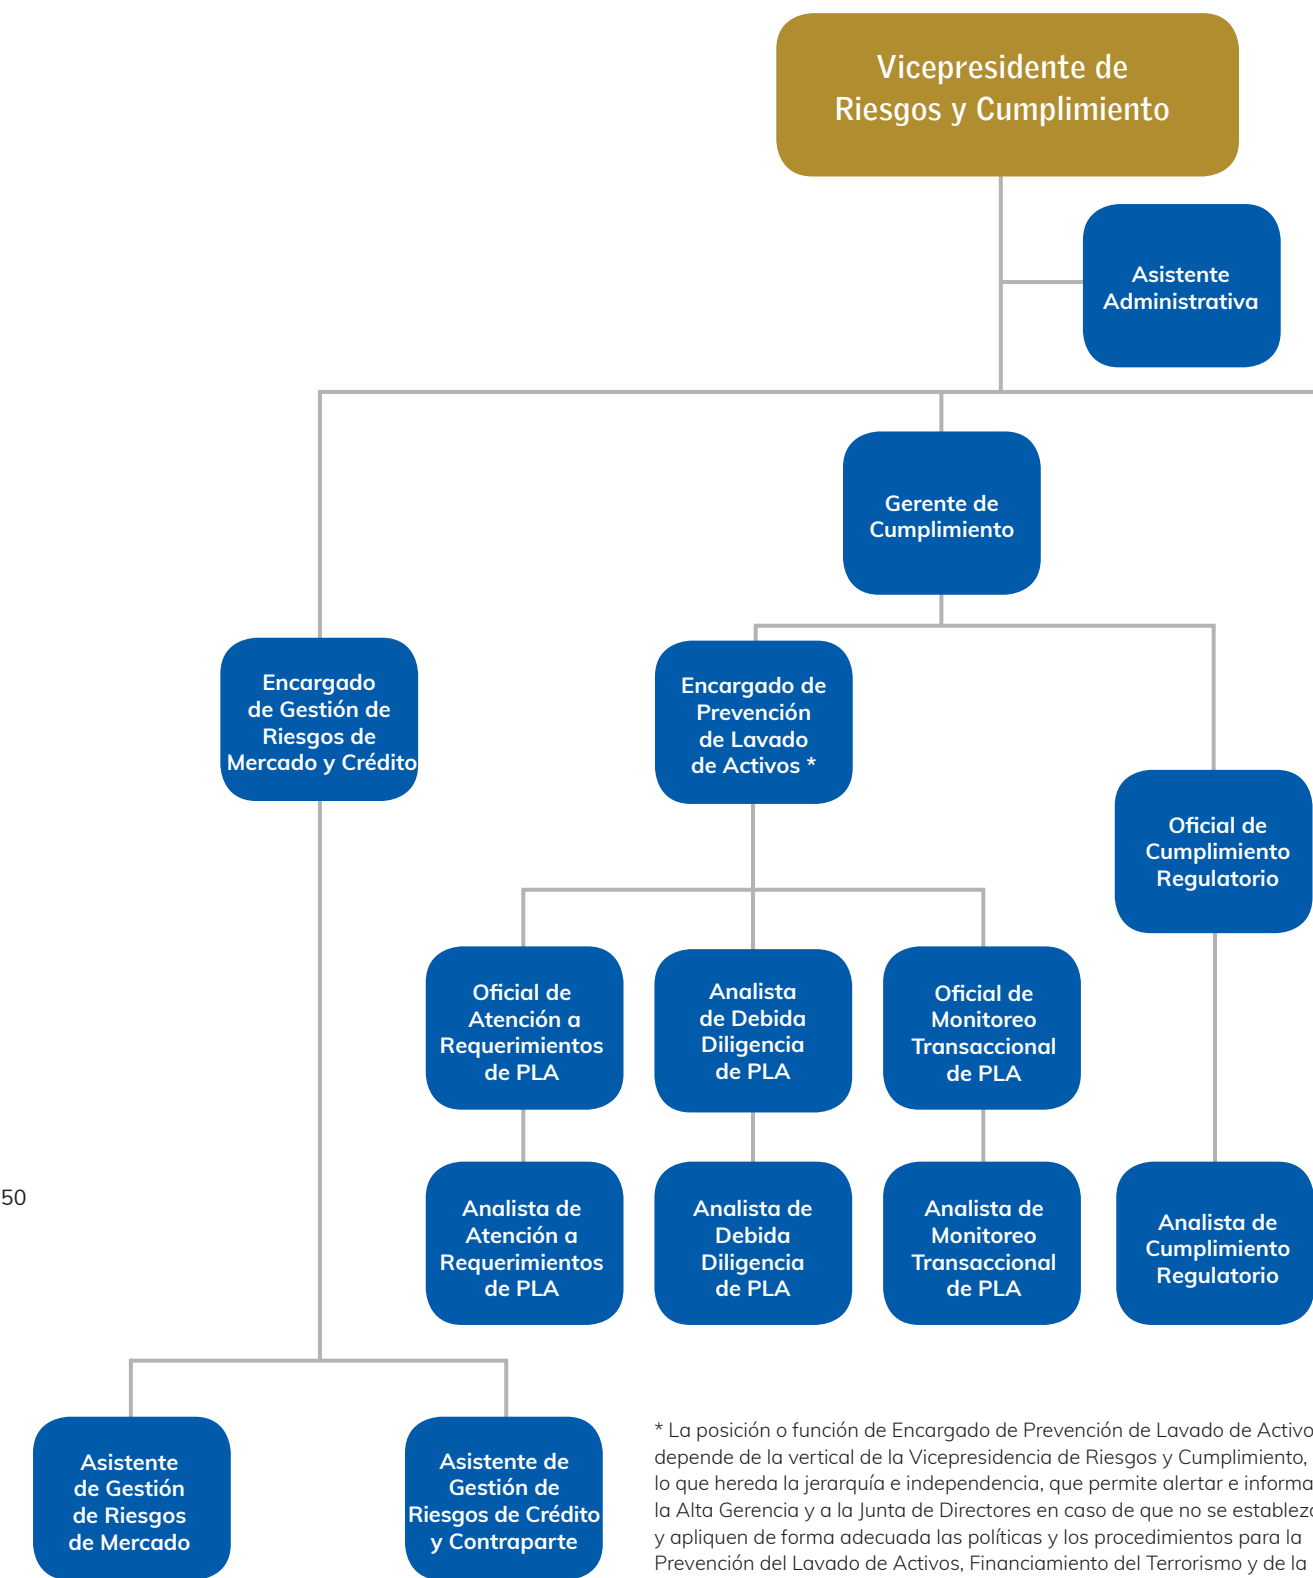 Vicepresidente de
Riesgos y Cumplimiento
Asistente
Administrativa
Gerente de
Cumplimiento
Encargado
de Gestión de
Riesgos de
Mercado y Crédito
Encargado de
Prevención
de Lavado
de Activos *
Oficial de
Cumplimiento
Regulatorio
Oficial de
Atención a
Requerimientos
de PLA
Analista
de Debida
Diligencia
de PLA
Oficial de
Monitoreo
Transaccional
de PLA
50
Analista de
Atención a
Requerimientos
de PLA
Analista de
Debida
Diligencia
de PLA
Analista de
Monitoreo
Transaccional
de PLA
Analista de
Cumplimiento
Regulatorio
Asistente
de Gestión
de Riesgos
de Mercado
Asistente de
Gestión de
Riesgos de Crédito
y Contraparte
* La posición o función de Encargado de Prevención de Lavado de Activo
depende de la vertical de la Vicepresidencia de Riesgos y Cumplimiento,
lo que hereda la jerarquía e independencia, que permite alertar e informa
la Alta Gerencia y a la Junta de Directores en caso de que no se establezc
y apliquen de forma adecuada las políticas y los procedimientos para la
Prevención del Lavado de Activos, Financiamiento del Terrorismo y de la